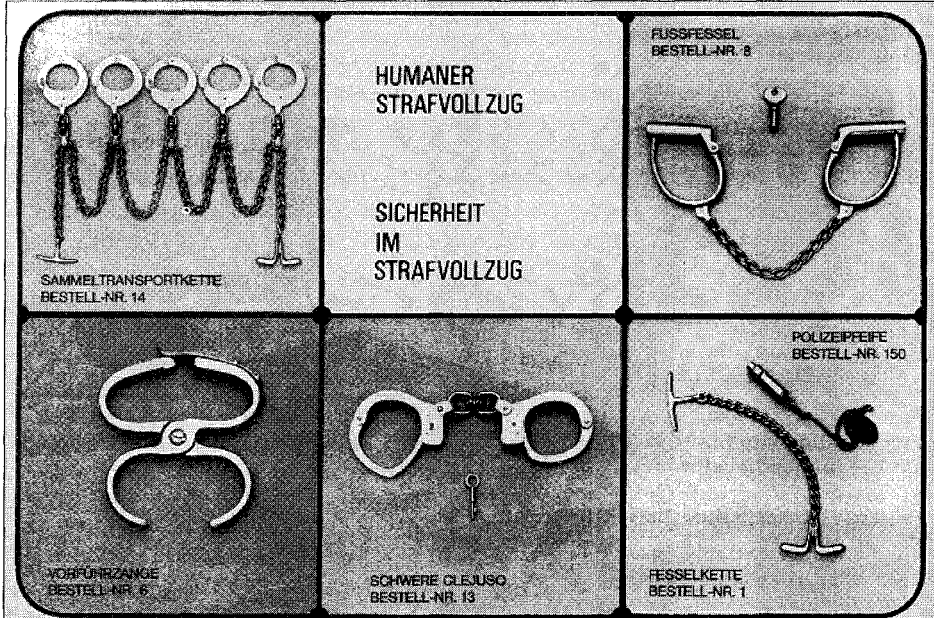 SAMMELTRANSPORTKETTE
BESTELL-NR. 14
HUMANER
STRAFVOLLZUG
SICHERHEIT
IM
STRAFVOLLZUG
FUSSFESSEL
BESTELL-NR. 8
VORFÜHRZANGE
BESTELL-NR. 6
SCHWERE CLEJUSO
BESTELL-NR. 13
POLIZEIPFEIFE
BESTELL-NR. 150
FESSELKETTE
BESTELL-NR. 1